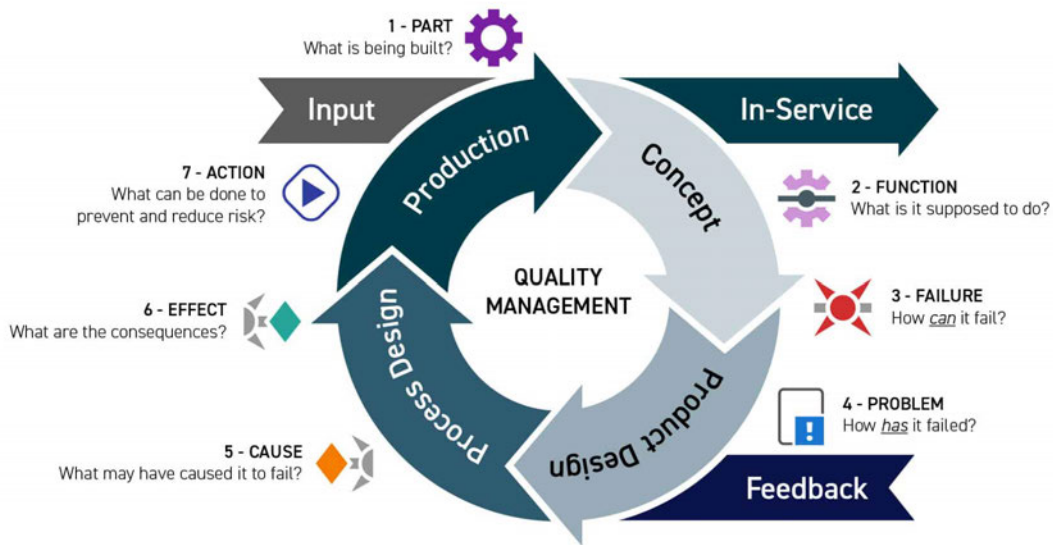 1 - PART
What is being built?
Input
In-Service
Production
Concept
7 - ACTION
What can be done to
prevent and reduce risk?
2 - FUNCTION
What is it supposed to do?
QUALITY
MANAGEMENT
6 - EFFECT
What are the consequences?
3 - FAILURE
How can it fail?
Process Design
Product Design
4 - PROBLEM
How has it failed?
5 - CAUSE
What may have caused it to fail?
Feedback